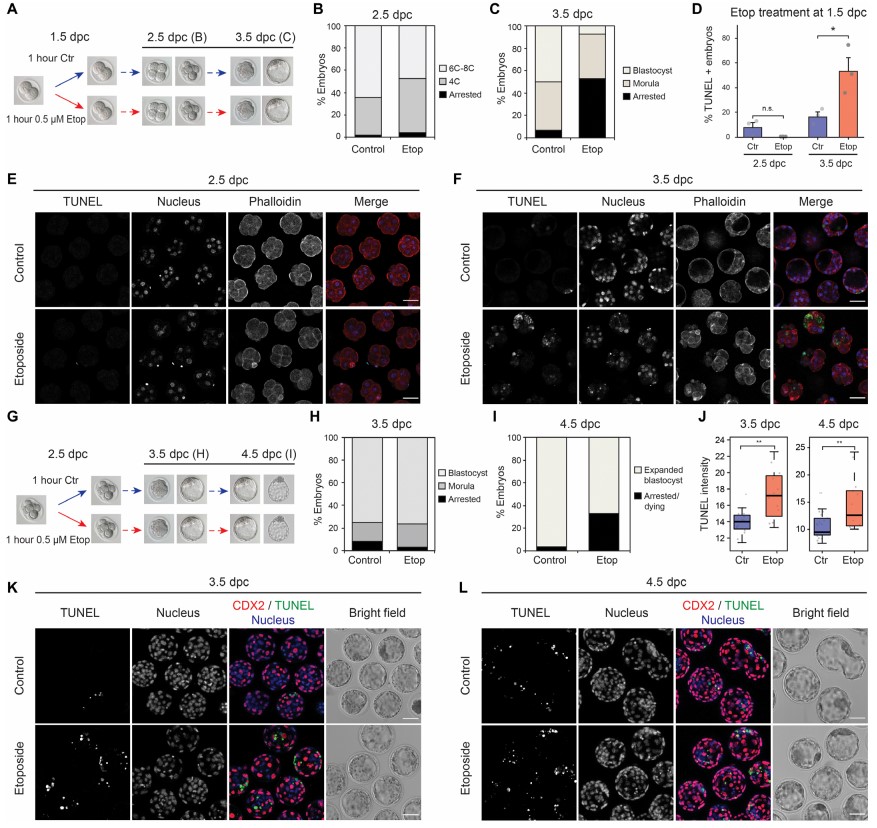 A
1.5 dpc
2.5 dpc (B)
3.5 dpc (C)
1 hour Ctr
1 hour 0.5 µM Etop
B
2.5 dpc
% Embryos
100
80
60
40
20
0
Control
Etop
6C-8C
4C
Arrested
C
3.5 dpc
% Embryos
100
80
60
40
20
0
Control
Etop
Blastocyst
Morula
Arrested
D
Etop treatment at 1.5 dpc
% TUNEL + embryos
80
60
40
20
0
n.s.
*
Ctr
Etop
Ctr
Etop
2.5 dpc
3.5 dpc
E
2.5 dpc
TUNEL
Nucleus
Phalloidin
Merge
Control
Etoposide
F
3.5 dpc
TUNEL
Nucleus
Phalloidin
Merge
Control
Etoposide
G
2.5 dpc
3.5 dpc (H)
4.5 dpc (I)
1 hour Ctr
1 hour 0.5 µM Etop
H
3.5 dpc
% Embryos
100
80
60
40
20
0
Control
Etop
Blastocyst
Morula
Arrested
I
4.5 dpc
% Embryos
100
80
60
40
20
0
Control
Etop
Expanded
blastocyst
Arrested/
dying
J
3.5 dpc
4.5 dpc
TUNEL intensity
24
22
20
18
16
14
12
**
Ctr
Etop
25
20
15
10
**
Ctr
Etop
K
3.5 dpc
TUNEL
Nucleus
CDX2 / TUNEL
Nucleus
Bright field
Control
Etoposide
L
4.5 dpc
TUNEL
Nucleus
CDX2 / TUNEL
Nucleus
Bright field
Control
Etoposide